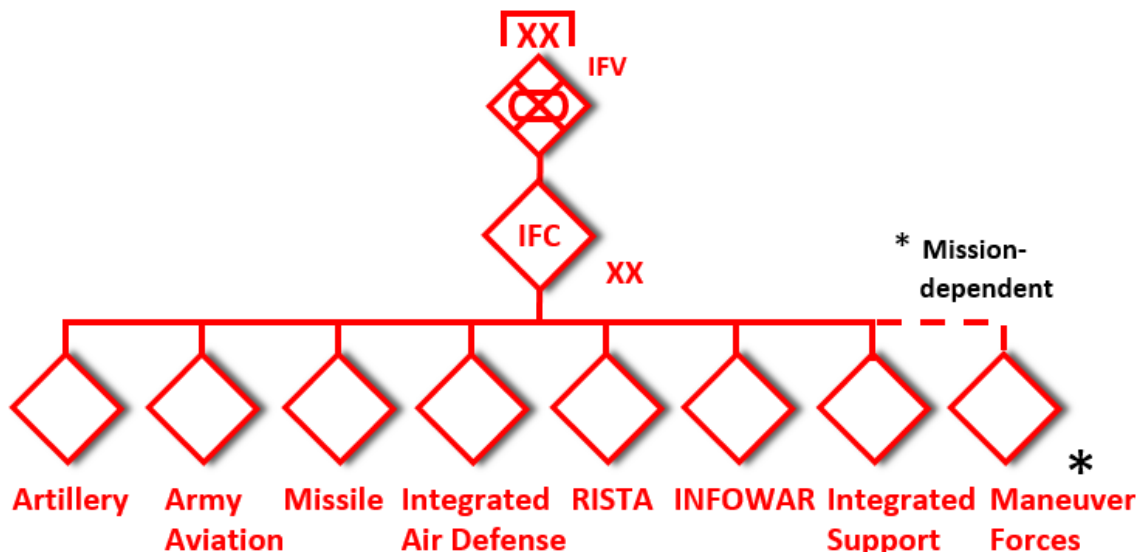 XX
IFV
IFC
XX
* Mission-
dependent
*
Artillery
Army
Aviation
Missile
Integrated
Air Defense
RISTA
INFOWAR
Integrated
Support
Maneuver
Forces